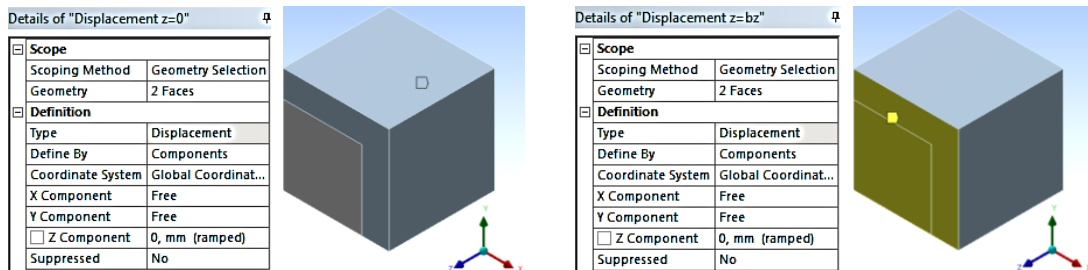 Details of "Displacement z=0"
Scope
Scoping Method Geometry Selection
Geometry 2 Faces
Definition
Type Displacement
Define By Components
Coordinate System Global Coordinat...
X Component Free
Y Component Free
Z Component 0, mm (ramped)
Suppressed No
Y
Z
X
Details of "Displacement z=bz"
Scope
Scoping Method Geometry Selection
Geometry 2 Faces
Definition
Type Displacement
Define By Components
Coordinate System Global Coordinat...
X Component Free
Y Component Free
Z Component 0, mm (ramped)
Suppressed No
Y
Z
X